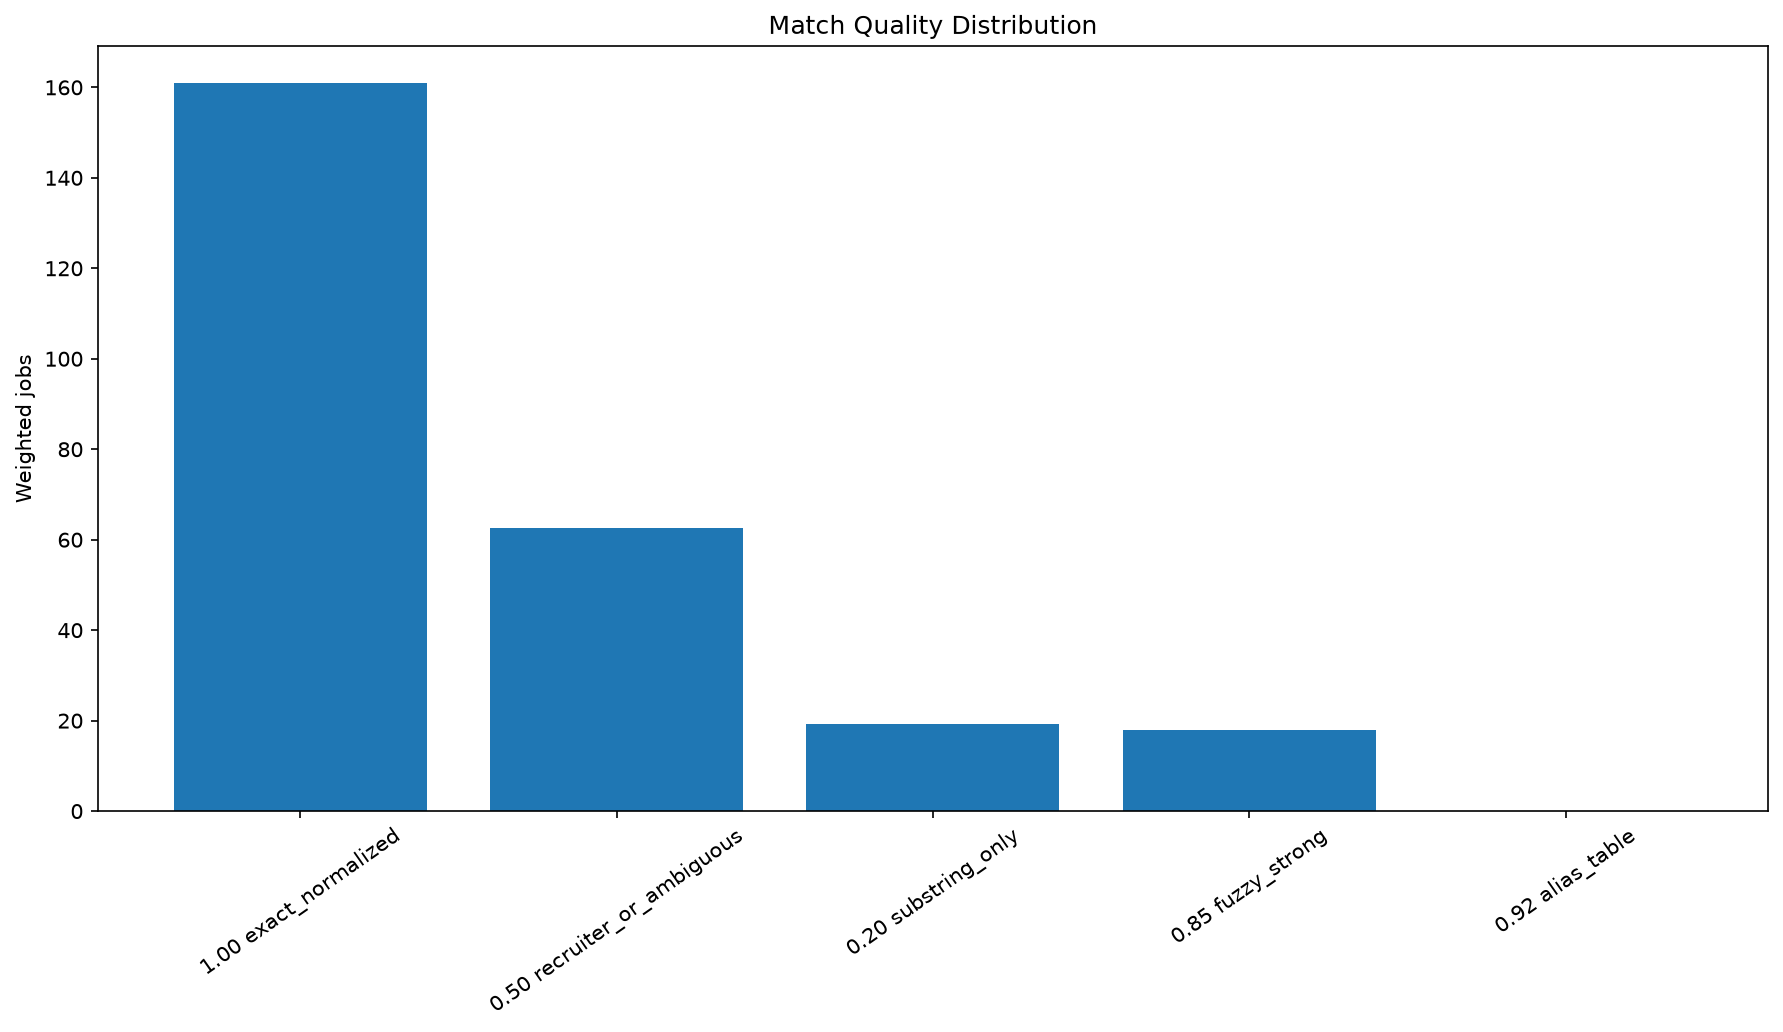 Match Quality Distribution
Weighted jobs
160
140
120
100
80
60
40
20
0
1.00 exact_normalized
0.50 recruiter_or_ambiguous
0.20 substring_only
0.85 fuzzy_strong
0.92 alias_table